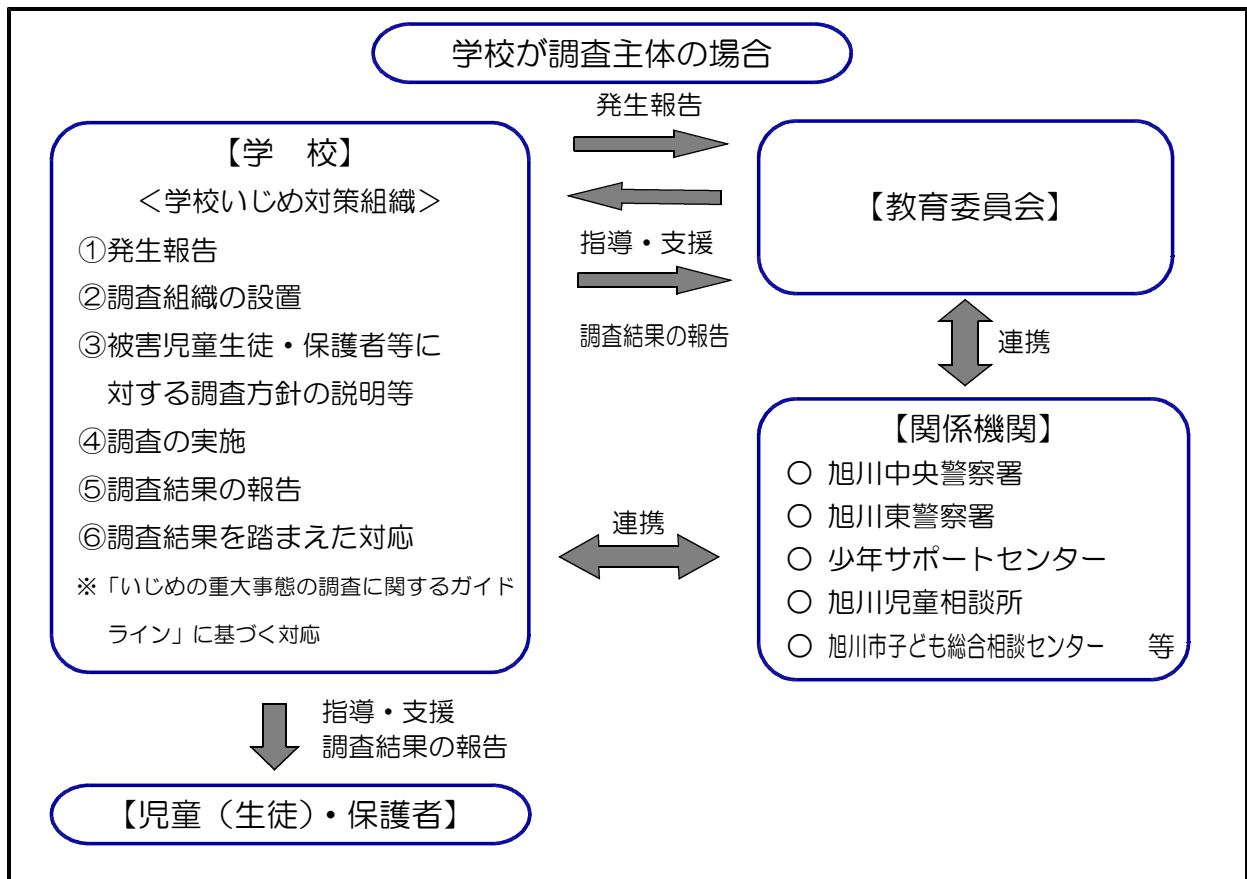 学校が調査主体の場合
【学　校】
＜学校いじめ対策組織＞
①発生報告
②調査組織の設置
③被害児童生徒・保護者等に
対する調査方針の説明等
④調査の実施
⑤調査結果の報告
⑥調査結果を踏まえた対応
※「いじめの重大事態の調査に関するガイド
ライン」に基づく対応
発生報告
指導・支援
調査結果の報告
【教育委員会】
連携
【関係機関】
○ 旭川中央警察署
○ 旭川東警察署
○ 少年サポートセンター
○ 旭川児童相談所
○ 旭川市子ども総合相談センター　等
連携
指導・支援
調査結果の報告
【児童（生徒）・保護者】